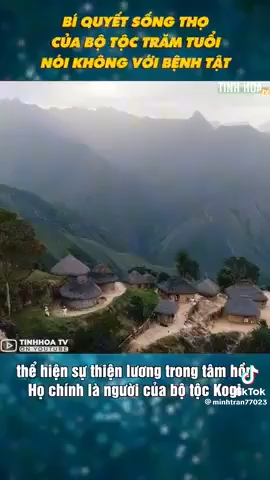 BÍ QUYẾT SỐNG THỌ
CỦA BỘ TỘC TRĂM TUỔI
NÓI KHÔNG VỚI BỆNH TẬT
TINH HOA
TV
TINHHOA TV
ON YOUTUBE
thể hiện sự thiện lương trong tâm hồn
Họ chính là người của bộ tộc Kogi
TikTok
@minhtran77023